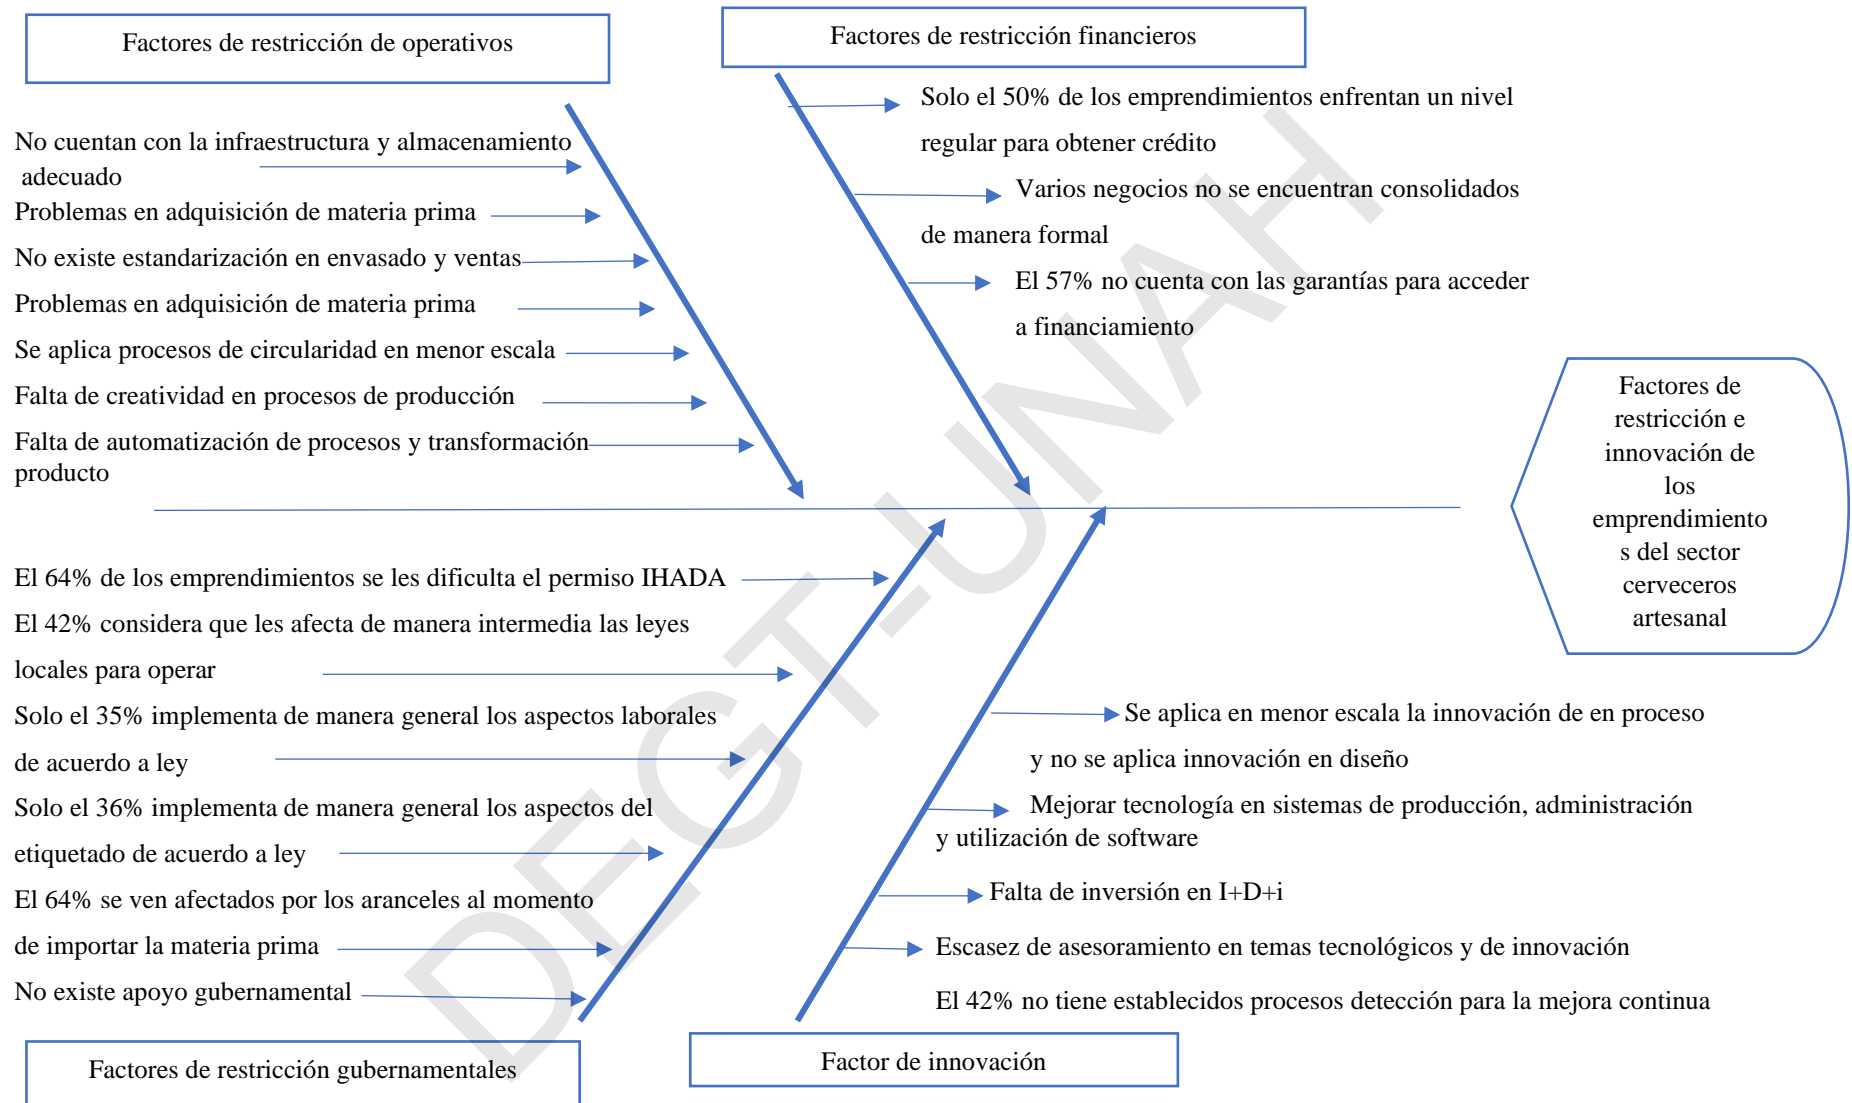 Factores de restricción de operativos
Factores de restricción financieros
No cuentan con la infraestructura y almacenamiento
adecuado
Problemas en adquisición de materia prima
No existe estandarización en envasado y ventas
Problemas en adquisición de materia prima
Se aplica procesos de circularidad en menor escala
Falta de creatividad en procesos de producción
Falta de automatización de procesos y transformación
producto
Solo el 50% de los emprendimientos enfrentan un nivel
regular para obtener crédito
Varios negocios no se encuentran consolidados
de manera formal
El 57% no cuenta con las garantías para acceder
a financiamiento
Factores de
restricción e
innovación de
los
emprendimiento
s del sector
cerveceros
artesanal
El 64% de los emprendimientos se les dificulta el permiso IHADA
El 42% considera que les afecta de manera intermedia las leyes
locales para operar
Solo el 35% implementa de manera general los aspectos laborales
de acuerdo a ley
Solo el 36% implementa de manera general los aspectos del
etiquetado de acuerdo a ley
El 64% se ven afectados por los aranceles al momento
de importar la materia prima
No existe apoyo gubernamental
Se aplica en menor escala la innovación de en proceso
y no se aplica innovación en diseño
Mejorar tecnología en sistemas de producción, administración
y utilización de software
Falta de inversión en I+D+i
Escasez de asesoramiento en temas tecnológicos y de innovación
El 42% no tiene establecidos procesos detección para la mejora continua
Factores de restricción gubernamentales
Factor de innovación
DEGT-UNAH